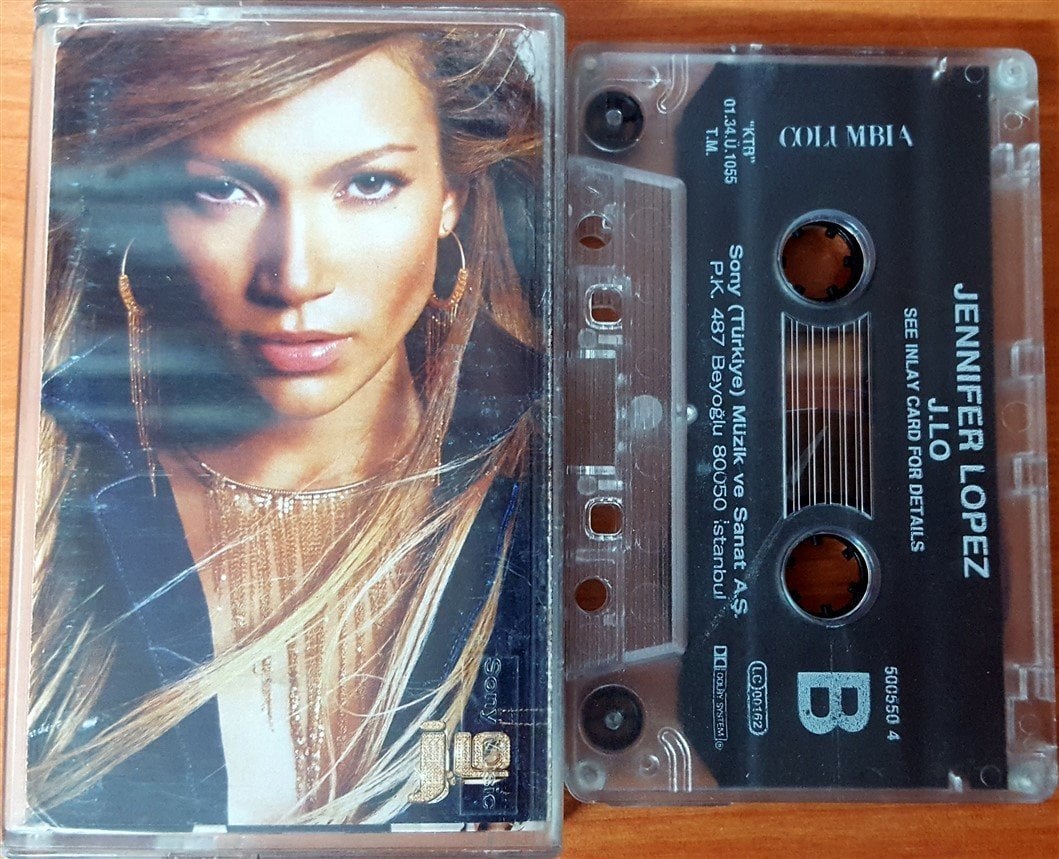 j.lo
Sony
COLUMBIA
"KTB"
01.34.Ü.1055
T.M.
JENNIFER LOPEZ
J.LO
SEE INLAY CARD FOR DETAILS
Sony (Türkiye) Müzik ve Sanat A.Ş.
P.K. 487 Beyoğlu 80050 İstanbul
B
500550 4
LC 00162
DOLBY SYSTEM